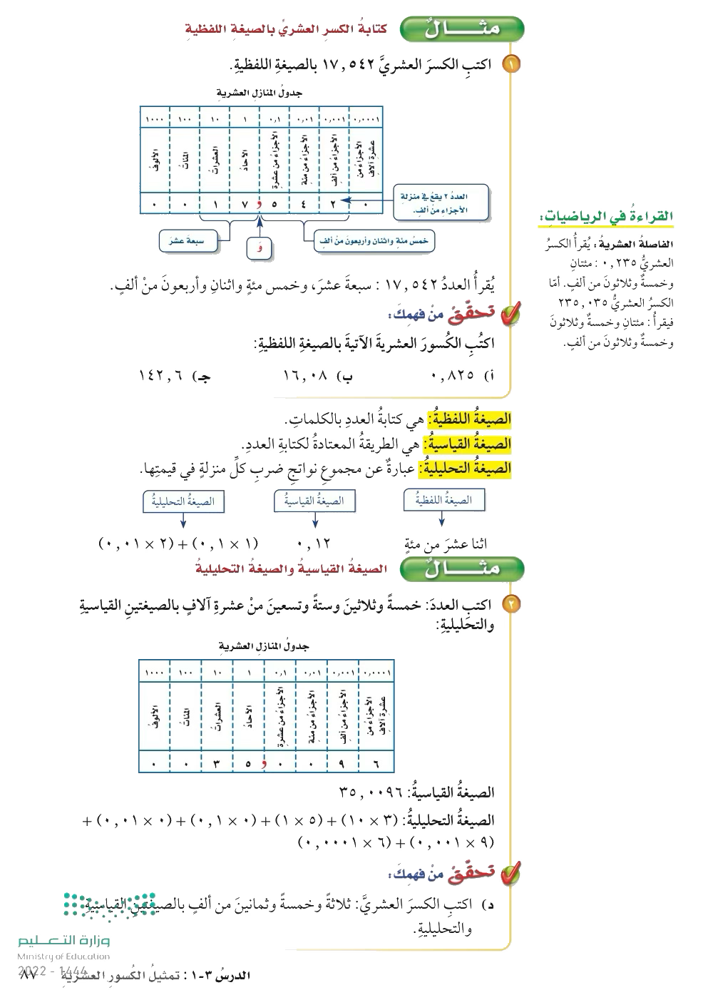 مثــال كتابةُ الكسرِ العشريِّ بالصيغةِ اللفظيةِ
١ اكتبِ الكسرَ العشريَّ ١٧,٥٤٢ بالصيغةِ اللفظيةِ.
جدولُ المنازلِ العشريةِ
١٠٠٠ ١٠٠ ١٠ ١ ٠,١ ٠,٠١ ٠,٠٠١ ٠,٠٠٠١
الألوفُ المئاتُ العشراتُ الآحادُ الأجزاءُ من عشرةِ الأجزاءُ من مئةِ الأجزاءُ من ألفِ الأجزاءُ من عشرةِ آلافِ
٠ ٠ ١ ٧ , ٥ ٤ ٢ ٠
العددُ ٢ يقعُ في منزلةِ
الأجزاءِ منْ ألفٍ.
سبعةَ عشرَ
وَ
خمسُ مئةٍ واثنان وأربعونَ منْ ألفٍ
يُقرأُ العددُ ١٧,٥٤٢ : سبعةَ عشرَ، وخمس مئةٍ واثنانِ وأربعونَ منْ ألفٍ.
القراءةُ في الرياضياتِ:
الفاصلةُ العشريةُ : يُقرأُ الكسرُ
العشريُّ ٠,٢٣٥ : مئتانِ
وخمسةٌ وثلاثونَ من ألفٍ. أمّا
الكسرُ العشريُّ ٢٣٥,٠٣٥
فيقرأُ : مئتانِ وخمسةٌ وثلاثونَ
وخمسةٌ وثلاثونَ من ألفٍ.
تحقّقْ منْ فهمِكَ:
اكتُبِ الكُسورَ العشريةَ الآتيةَ بالصيغةِ اللفظيةِ:
أ) ٠,٨٢٥ ب) ١٦,٠٨ جـ) ١٤٢,٦
الصيغةُ اللفظيةُ: هي كتابةُ العددِ بالكلماتِ.
الصيغةُ القياسيةُ: هي الطريقةُ المعتادةُ لكتابةِ العددِ.
الصيغةُ التحليليةُ: عبارةٌ عن مجموعِ نواتجِ ضربِ كلِّ منزلةٍ في قيمتِها.
الصيغةُ اللفظيةُ الصيغةُ القياسيةُ الصيغةُ التحليليةُ
اثنا عشرَ من مئةٍ ٠,١٢ (١ × ٠,١) + (٢ × ٠,٠١)
مثــال الصيغةُ القياسيةُ والصيغةُ التحليليةُ
٢ اكتبِ العددَ: خمسةً وثلاثينَ وستةً وتسعينَ منْ عشرةِ آلافٍ بالصيغتينِ القياسيةِ
والتحليليةِ:
جدولُ المنازلِ العشريةِ
١٠٠٠ ١٠٠ ١٠ ١ ٠,١ ٠,٠١ ٠,٠٠١ ٠,٠٠٠١
الألوفُ المئاتُ العشراتُ الآحادُ الأجزاءُ من عشرةِ الأجزاءُ من مئةِ الأجزاءُ من ألفِ الأجزاءُ من عشرةِ آلافِ
٠ ٠ ٣ ٥ , ٠ ٠ ٩ ٦
الصيغةُ القياسيةُ: ٣٥,٠٠٩٦
الصيغةُ التحليليةُ: (٣ × ١٠) + (٥ × ١) + (٠ × ٠,١) + (٠ × ٠,٠١) +
(٩ × ٠,٠٠١) + (٦ × ٠,٠٠٠١)
تحقّقْ منْ فهمِكَ:
د) اكتبِ الكسرَ العشريَّ: ثلاثةً وخمسةً وثمانينَ من ألفٍ بالصيغتينِ القياسيةِ
والتحليليةِ.
وزارة التعـليم
Ministry of Education
2022 - 1444
الدرسُ ٣-١ : تمثيلُ الكُسورِ العشريةِ ٨٧